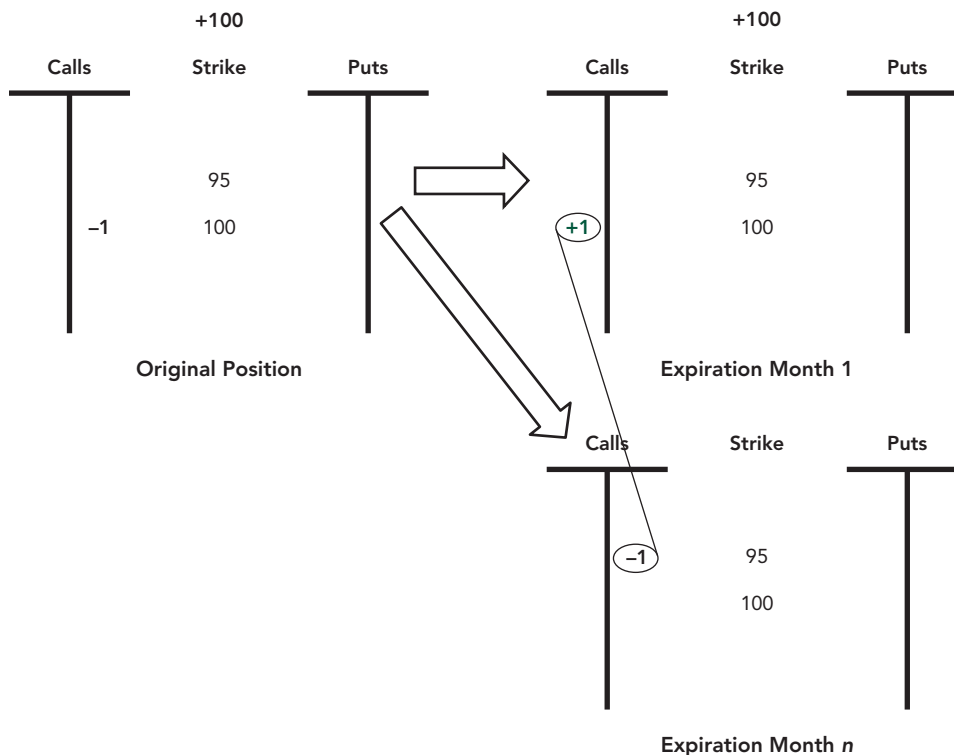 +100 +100
Calls Strike Puts Calls Strike Puts
95 95
–1 100 +1 100
Original Position Expiration Month 1
Calls Strike Puts
–1 95
100
Expiration Month n